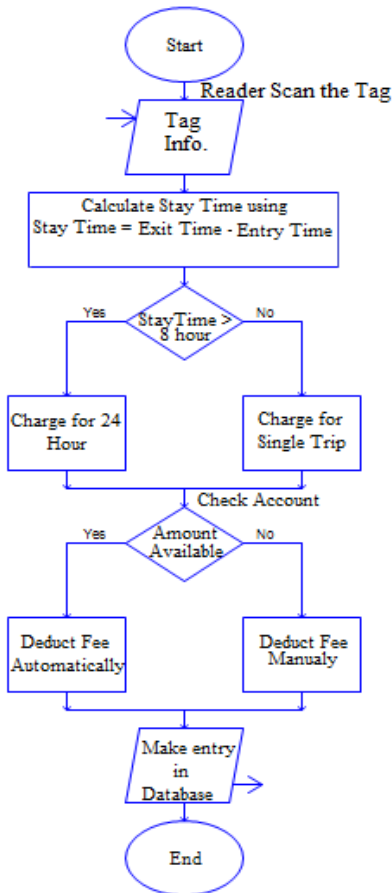 Start
Reader Scan the Tag
Tag
Info.
Calculate Stay Time using
Stay Time = Exit Time - Entry Time
StayTime >
8 hour
Yes
No
Charge for 24
Hour
Charge for
Single Trip
Check Account
Amount
Available
Yes
No
Deduct Fee
Automatically
Deduct Fee
Manualy
Make entry
in
Database
End